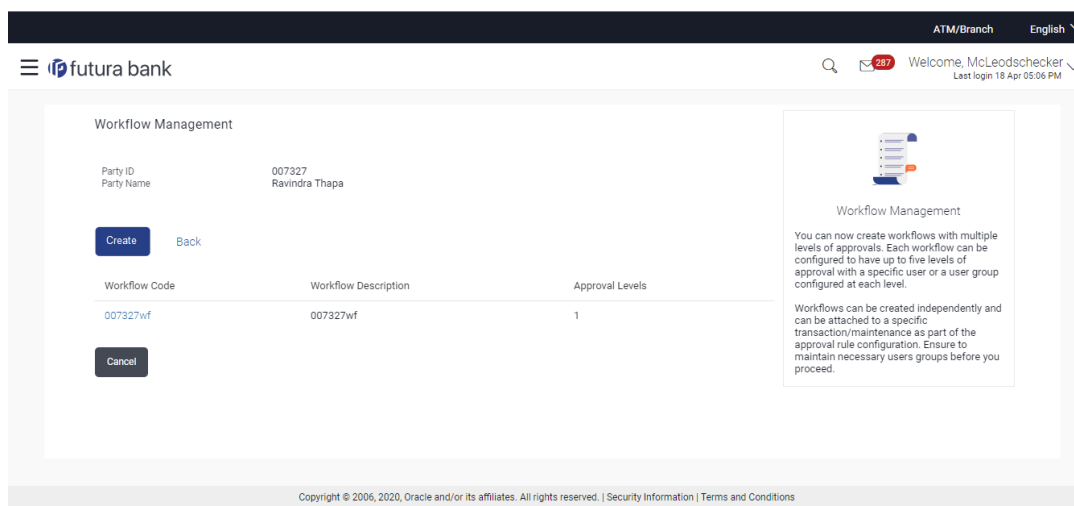 ATM/Branch English
futura bank
287
Welcome, McLeodschecker
Last login 18 Apr 05:06 PM
Workflow Management
Party ID 007327
Party Name Ravindra Thapa
Create Back
Workflow Code Workflow Description Approval Levels
007327wf 007327wf 1
Cancel
Workflow Management
You can now create workflows with multiple
levels of approvals. Each workflow can be
configured to have up to five levels of
approval with a specific user or a user group
configured at each level.
Workflows can be created independently and
can be attached to a specific
transaction/maintenance as part of the
approval rule configuration. Ensure to
maintain necessary users groups before you
proceed.
Copyright © 2006, 2020, Oracle and/or its affiliates. All rights reserved. | Security Information | Terms and Conditions